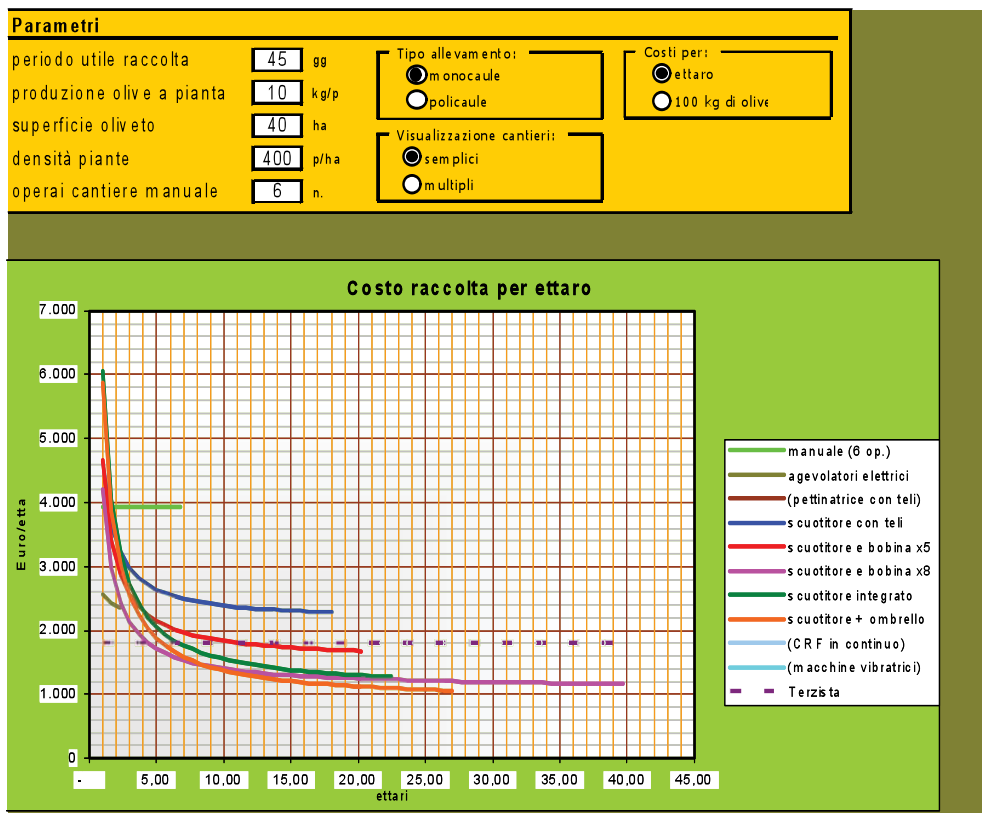 Parametri
periodo utile raccolta 45 gg
produzione olive a pianta 10 kg/p
superficie oliveto 40 ha
densità piante 400 p/ha
operai cantiere manuale 6 n.
Tipo allevamento:
monocaule
policaule
Visualizzazione cantieri:
semplici
multipli
Costi per:
ettaro
100 kg di olive
Costo raccolta per ettaro
7.000
6.000
5.000
4.000
3.000
2.000
1.000
0
Euro/etta
- 5,00 10,00 15,00 20,00 25,00 30,00 35,00 40,00 45,00
ettari
manuale (6 op.)
agevolatori elettrici
(pettinatrice con teli)
scuotitore con teli
scuotitore e bobina x5
scuotitore e bobina x8
scuotitore integrato
scuotitore + ombrello
(CRF in continuo)
(macchine vibratrici)
Terzista